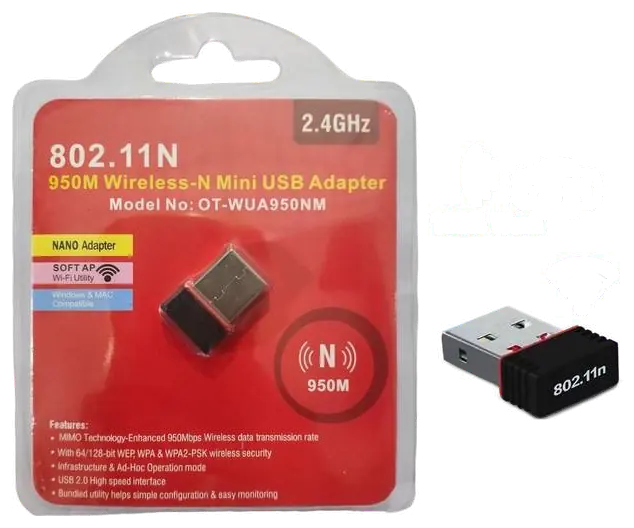 2.4GHz
802.11N
950M Wireless-N Mini USB Adapter
Model No: OT-WUA950NM
NANO Adapter
SOFT AP
Wi-Fi Utility
Windows & MAC
Compatible
N
950M
802.11n
Features:
• MIMO Technology-Enhanced 950Mbps Wireless data transmission rate
• With 64/128-bit WEP, WPA & WPA2-PSK wireless security
• Infrastructure & Ad-Hoc Operation mode
• USB 2.0 High speed interface
• Bundled utility helps simple configuration & easy monitoring